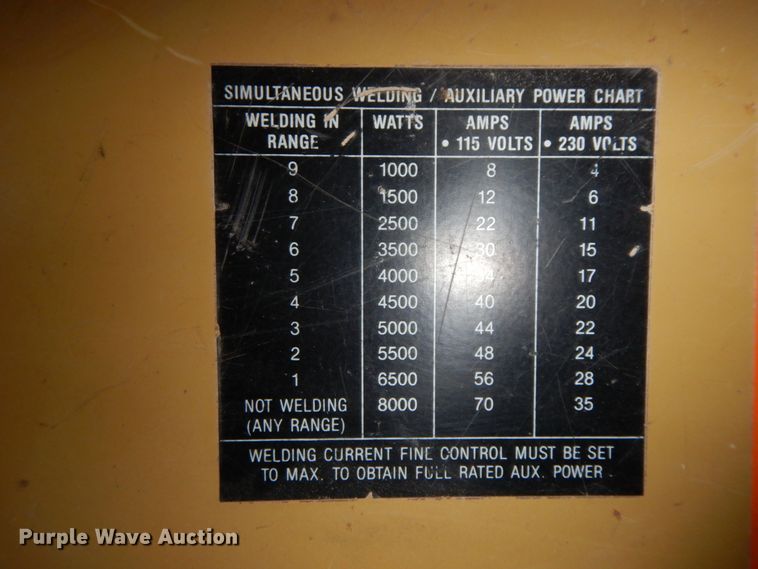 SIMULTANEOUS WELDING / AUXILIARY POWER CHART
WELDING IN RANGE WATTS AMPS • 115 VOLTS AMPS • 230 VOLTS
9 1000 8 4
8 1500 12 6
7 2500 22 11
6 3500 30 15
5 4000 17
4 4500 40 20
3 5000 44 22
2 5500 48 24
1 6500 56 28
NOT WELDING 8000 70 35
(ANY RANGE)
WELDING CURRENT FINE CONTROL MUST BE SET
TO MAX. TO OBTAIN FULL RATED AUX. POWER
Purple Wave Auction